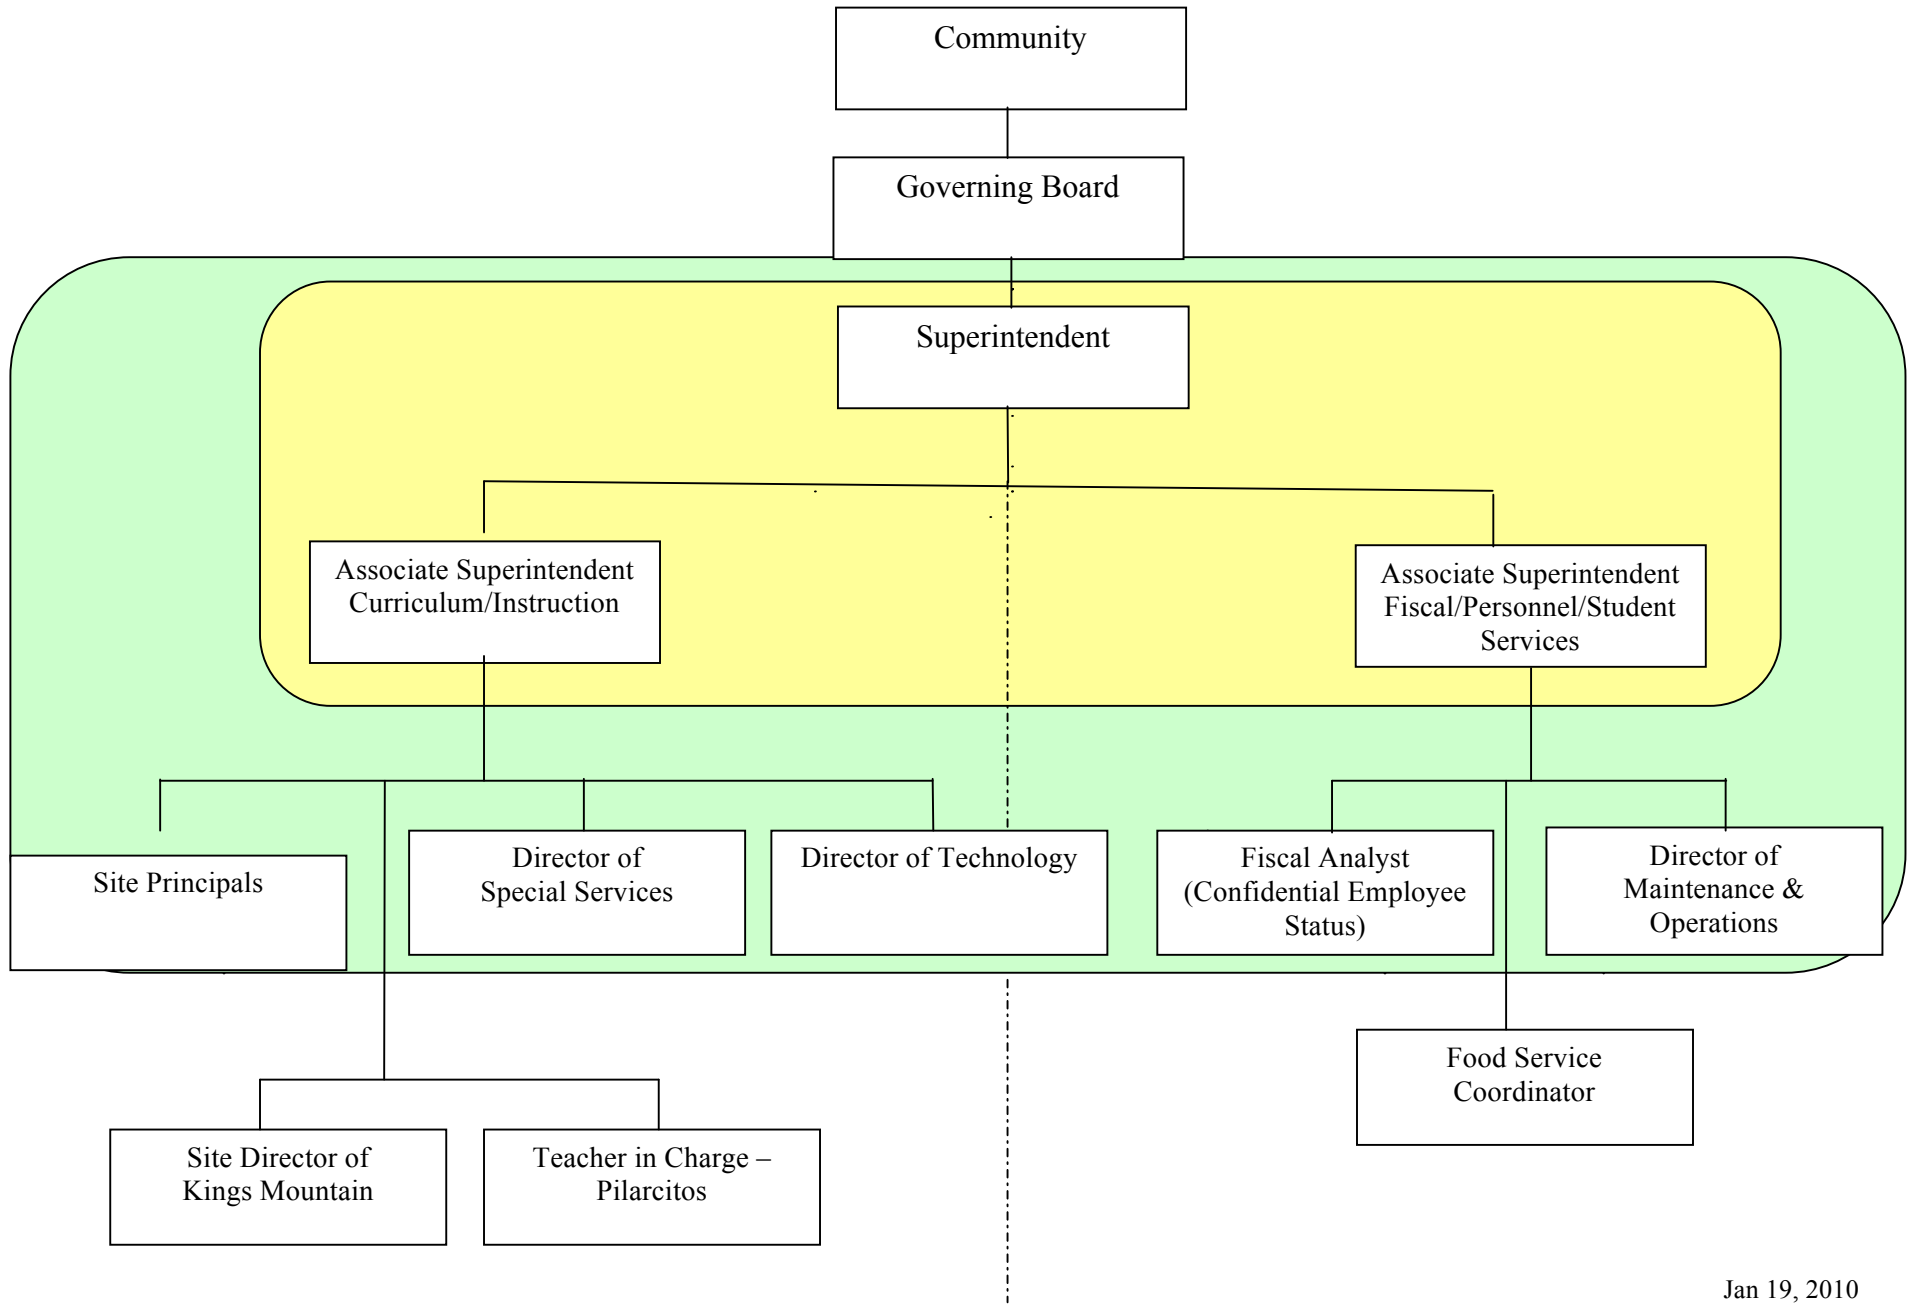 Community
Governing Board
Superintendent
Associate Superintendent
Curriculum/Instruction
Associate Superintendent
Fiscal/Personnel/Student
Services
Site Principals
Director of
Special Services
Director of Technology
Fiscal Analyst
(Confidential Employee
Status)
Director of
Maintenance &
Operations
Food Service
Coordinator
Site Director of
Kings Mountain
Teacher in Charge –
Pilarcitos
Jan 19, 2010